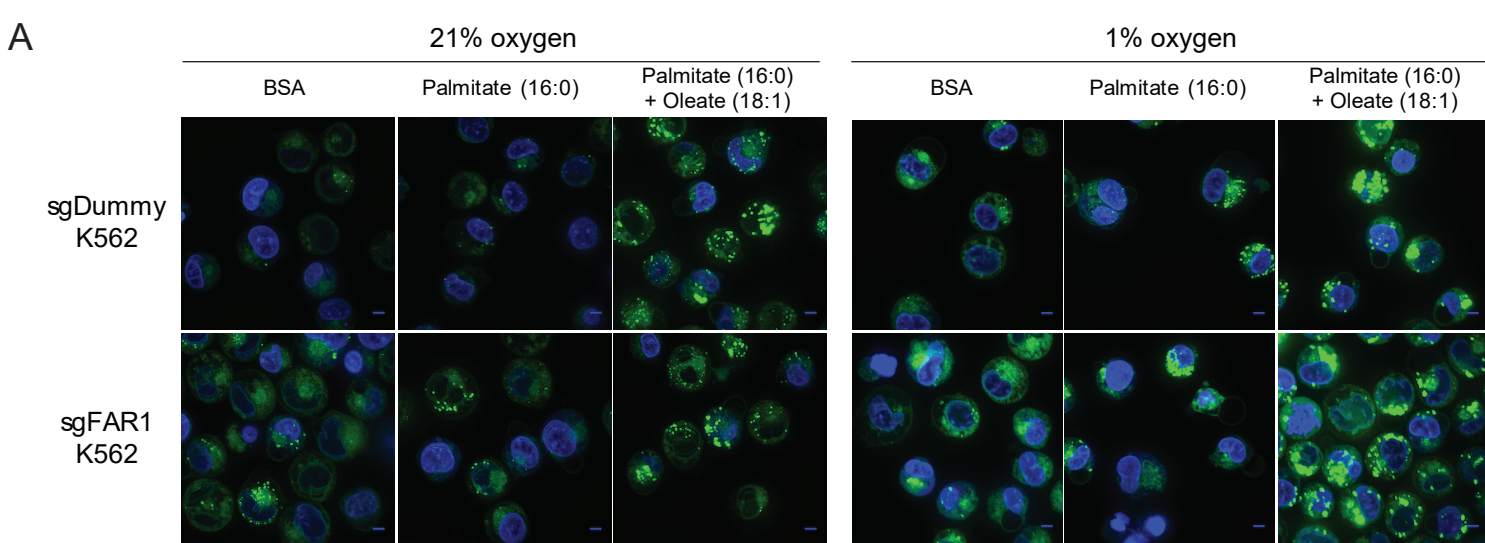 A
21% oxygen
1% oxygen
BSA
Palmitate (16:0)
Palmitate (16:0)
+ Oleate (18:1)
BSA
Palmitate (16:0)
Palmitate (16:0)
+ Oleate (18:1)
sgDummy
K562
sgFAR1
K562